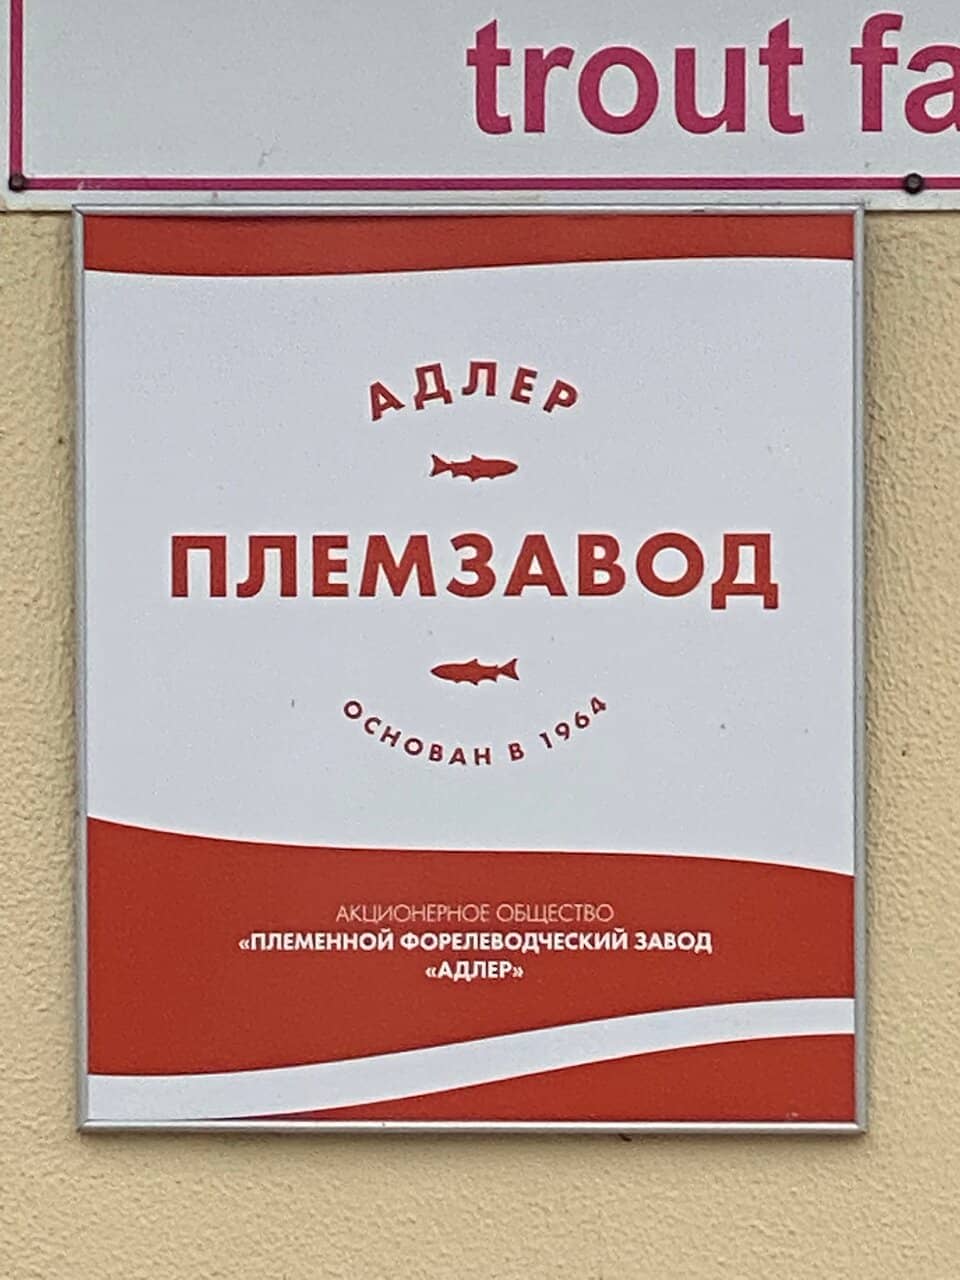 trout fa
АДЛЕР
ПЛЕМЗАВОД
ОСНОВАН В 1964
АКЦИОНЕРНОЕ ОБЩЕСТВО
«ПЛЕМЕННОЙ ФОРЕЛЕВОДЧЕСКИЙ ЗАВОД
«АДЛЕР»